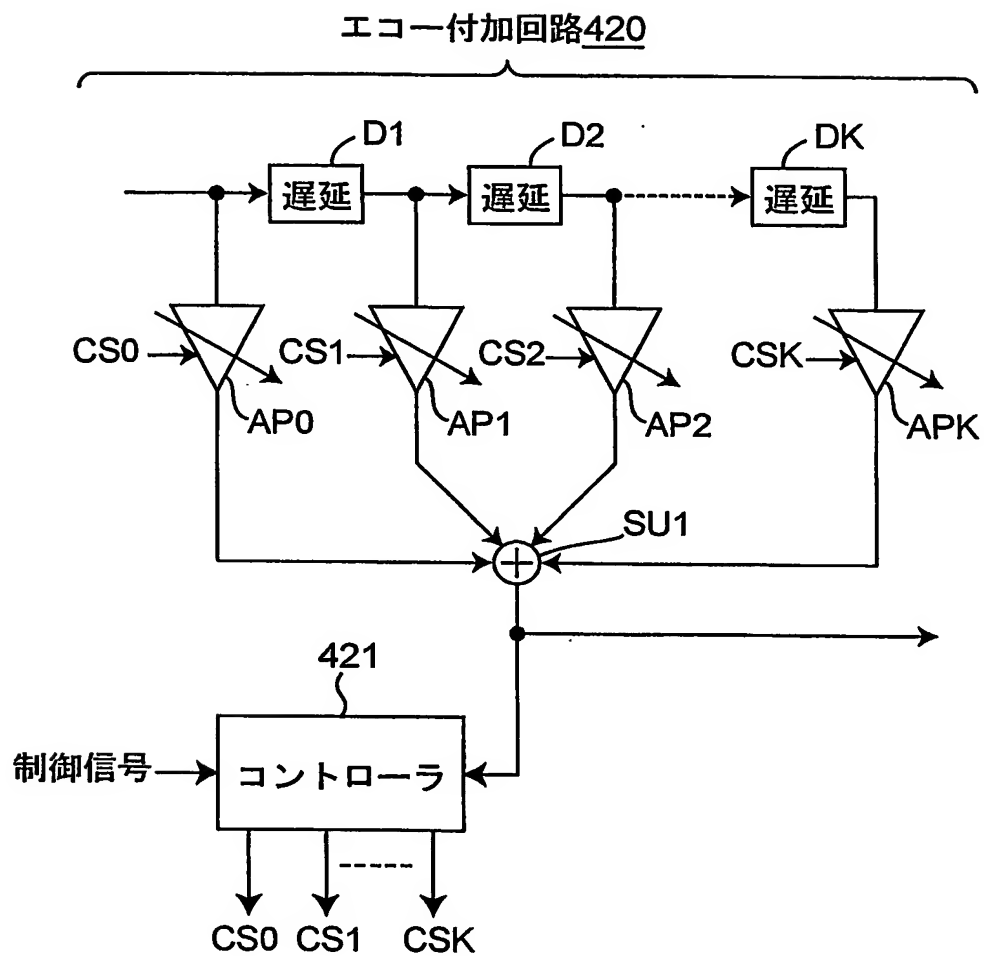 エコー付加回路420
D1
D2
DK
遅延
遅延
遅延
CS0
CS1
CS2
CSK
AP0
AP1
AP2
APK
SU1
421
制御信号
コントローラ
CS0
CS1
CSK